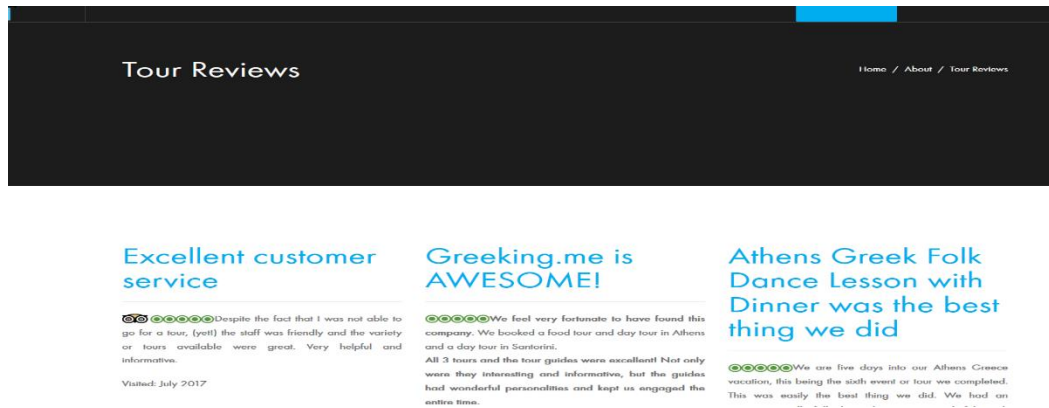 Tour Reviews
Home / About / Tour Reviews
Excellent customer
service
Despite the fact that I was not able to
go for a tour, (yet!) the staff was friendly and the variety
or tours available were great. Very helpful and
informative.
Visited: July 2017
Greeking.me is
AWESOME!
We feel very fortunate to have found this
company. We booked a food tour and day tour in Athens
and a day tour in Santorini.
All 3 tours and the tour guides were excellent! Not only
were they interesting and informative, but the guides
had wonderful personalities and kept us engaged the
entire time.
Athens Greek Folk
Dance Lesson with
Dinner was the best
thing we did
We are five days into our Athens Greece
vacation, this being the sixth event or tour we completed.
This was easily the best thing we did. We had an